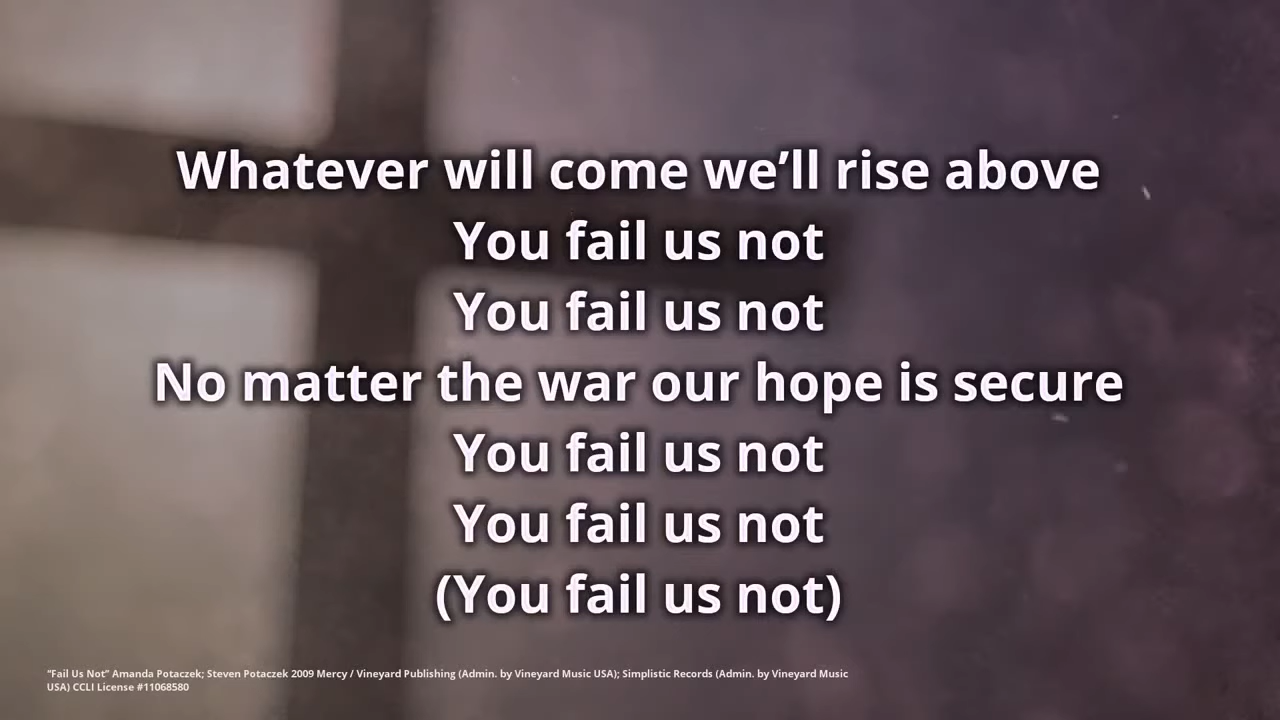 Whatever will come we’ll rise above
You fail us not
You fail us not
No matter the war our hope is secure
You fail us not
You fail us not
(You fail us not)
“Fail Us Not” Amanda Potaczek; Steven Potaczek 2009 Mercy / Vineyard Publishing (Admin. by Vineyard Music USA); Simplistic Records (Admin. by Vineyard Music
USA) CCLI License #11068580